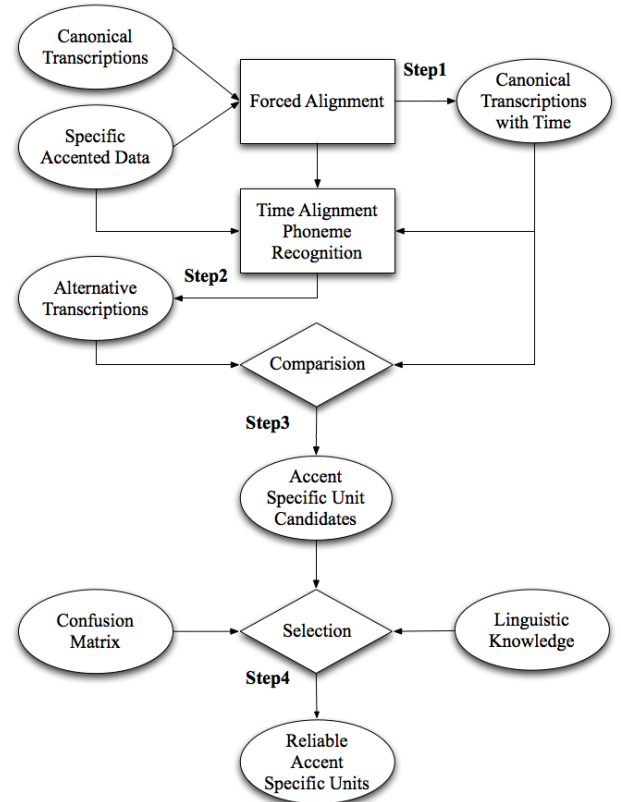 Canonical
Transcriptions
Forced Alignment
Step1
Canonical
Transcriptions
with Time
Specific
Accented Data
Time Alignment
Phoneme
Recognition
Step2
Alternative
Transcriptions
Comparision
Step3
Accent
Specific Unit
Candidates
Confusion
Matrix
Selection
Linguistic
Knowledge
Step4
Reliable
Accent
Specific Units